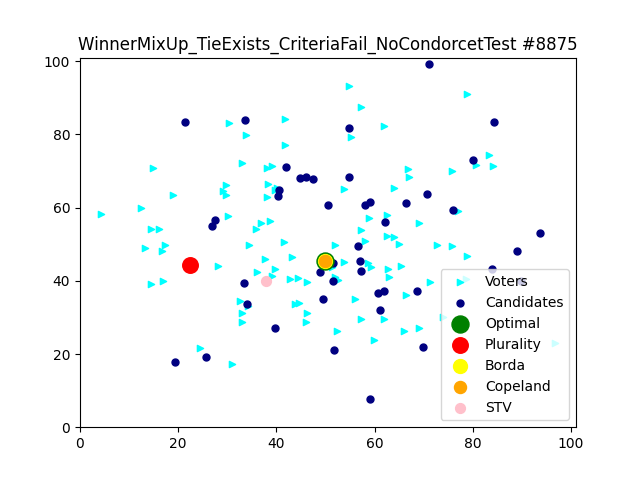 WinnerMixUp_TieExists_CriteriaFail_NoCondorcetTest #8875
100
80
60
40
20
0
0 20 40 60 80 100
Voters
Candidates
Optimal
Plurality
Borda
Copeland
STV